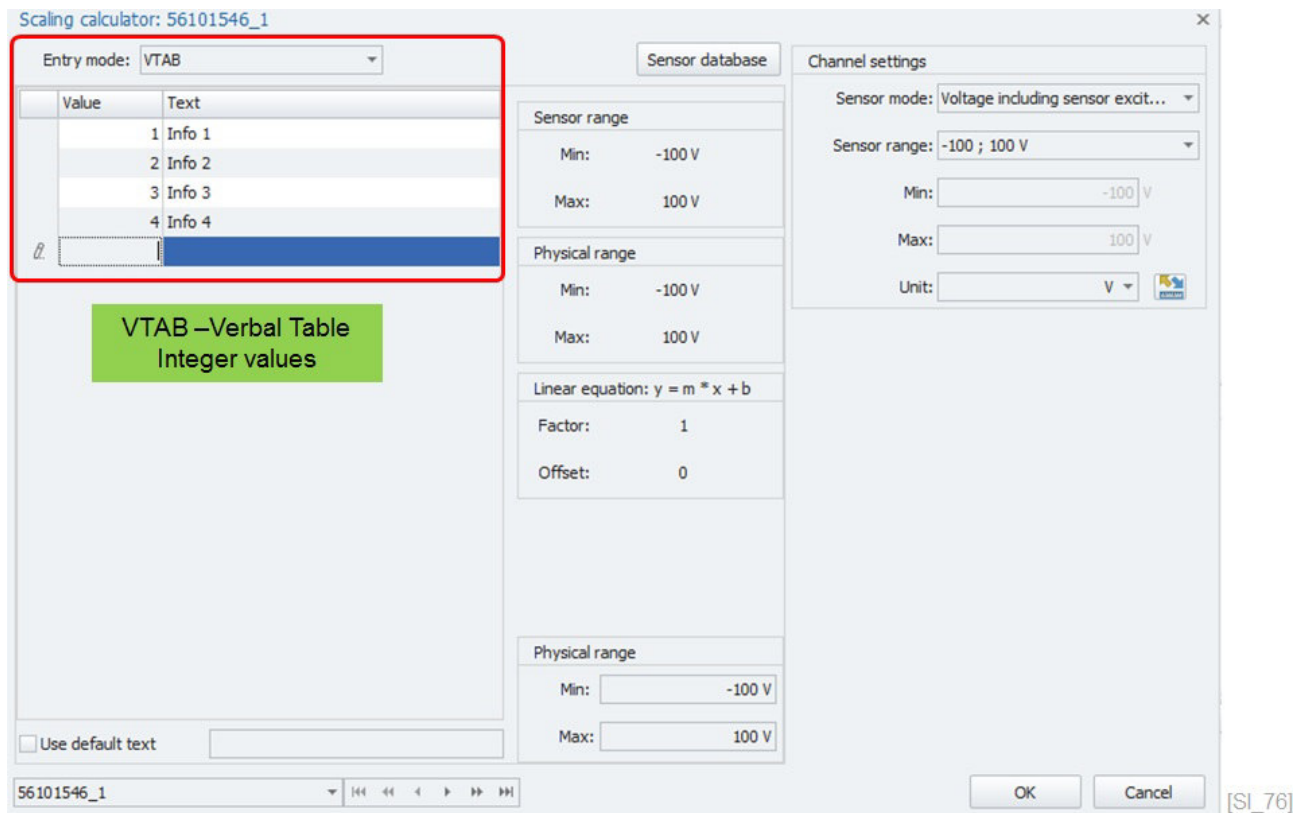 Scaling calculator: 56101546_1
Entry mode: VTAB
Value Text
1 Info 1
2 Info 2
3 Info 3
4 Info 4
VTAB –Verbal Table
Integer values
Use default text
56101546_1
Sensor database
Sensor range
Min: -100 V
Max: 100 V
Physical range
Min: -100 V
Max: 100 V
Linear equation: y = m * x + b
Factor: 1
Offset: 0
Physical range
Min: -100 V
Max: 100 V
Channel settings
Sensor mode: Voltage including sensor excit...
Sensor range: -100 ; 100 V
Min: -100 V
Max: 100 V
Unit: V
OK Cancel
[SI_76]